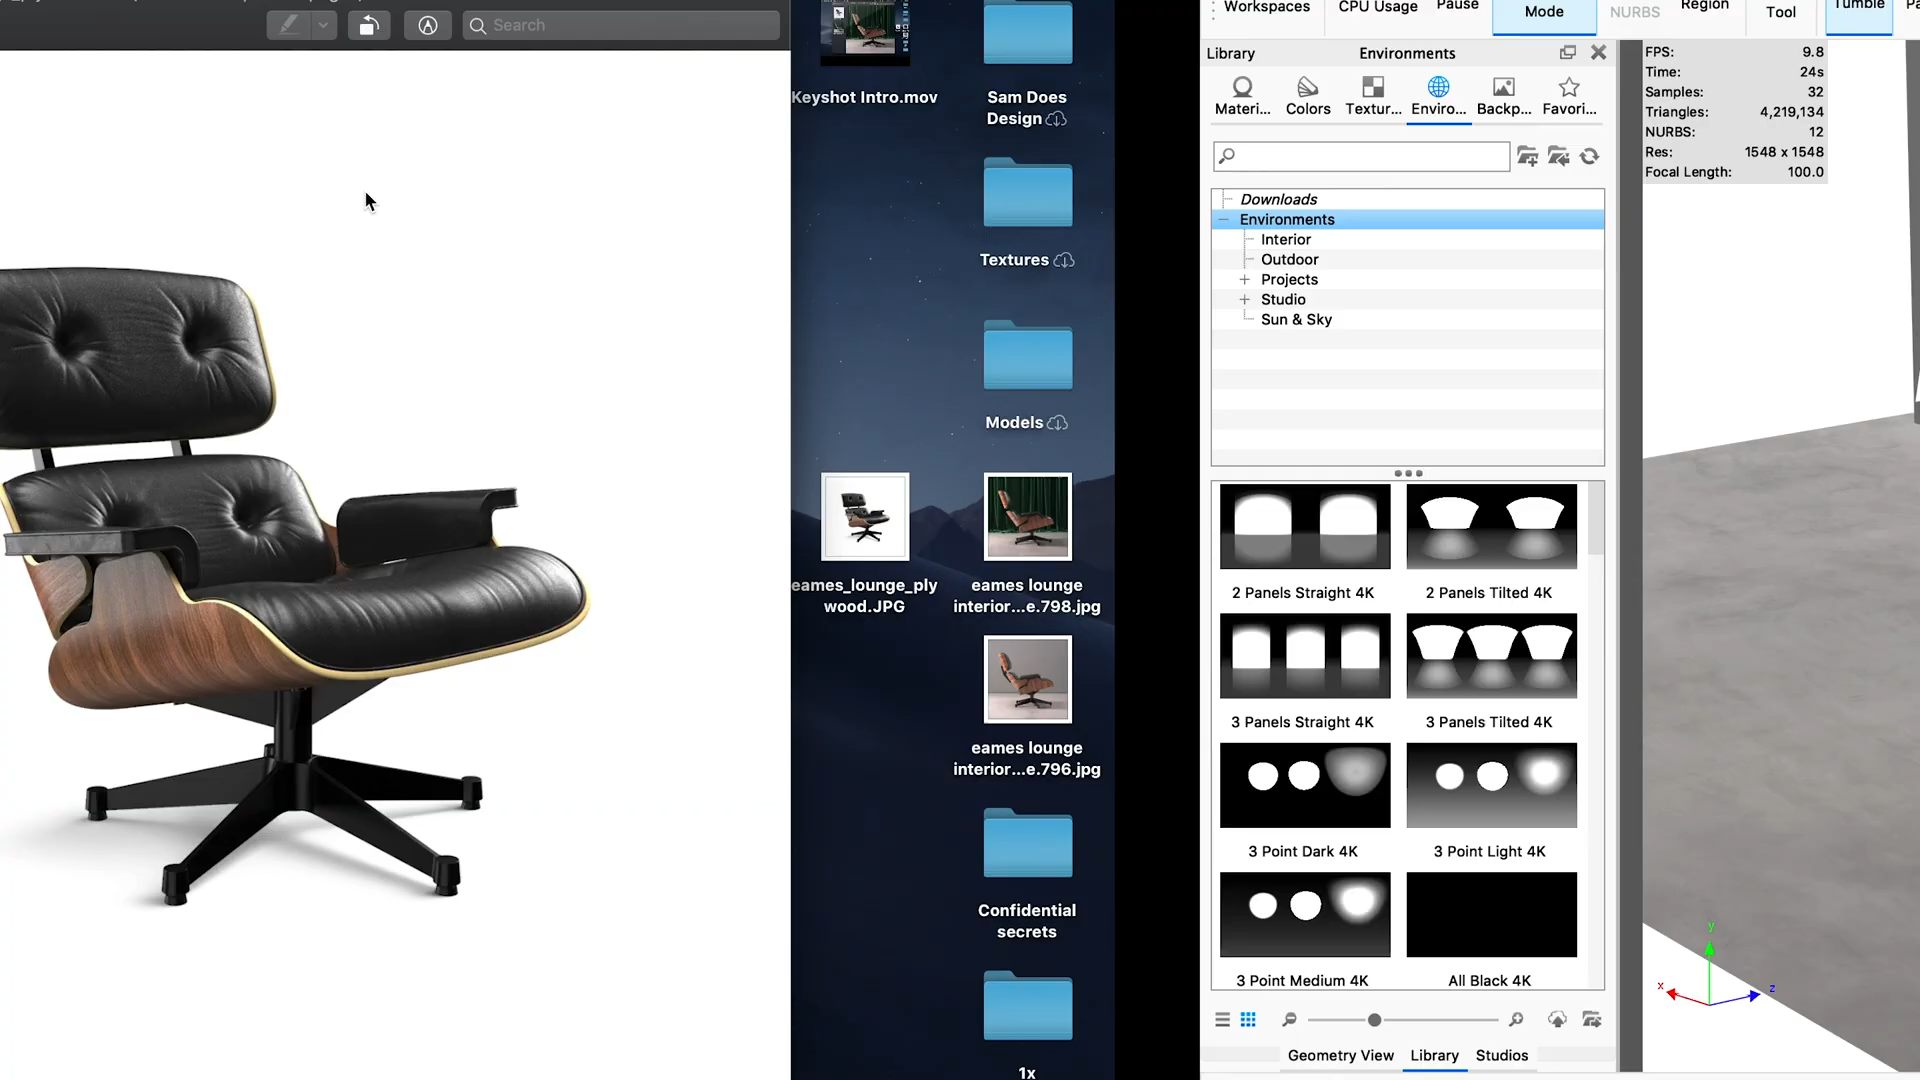 Search
Keyshot Intro.mov
Sam Does
Design
Textures
Models
eames_lounge_ply
wood.JPG
eames lounge
interior...e.798.jpg
eames lounge
interior...e.796.jpg
Confidential
secrets
1x
Workspaces
CPU Usage
Pause
Mode
NURBS
Region
Tool
Tumble
Library
Environments
Materi...
Colors
Textur...
Enviro...
Backp...
Favori...
Downloads
Environments
Interior
Outdoor
Projects
Studio
Sun & Sky
2 Panels Straight 4K
2 Panels Tilted 4K
3 Panels Straight 4K
3 Panels Tilted 4K
3 Point Dark 4K
3 Point Light 4K
3 Point Medium 4K
All Black 4K
Geometry View
Library
Studios
FPS: 9.8
Time: 24s
Samples: 32
Triangles: 4,219,134
NURBS: 12
Res: 1548 x 1548
Focal Length: 100.0
y
x
z